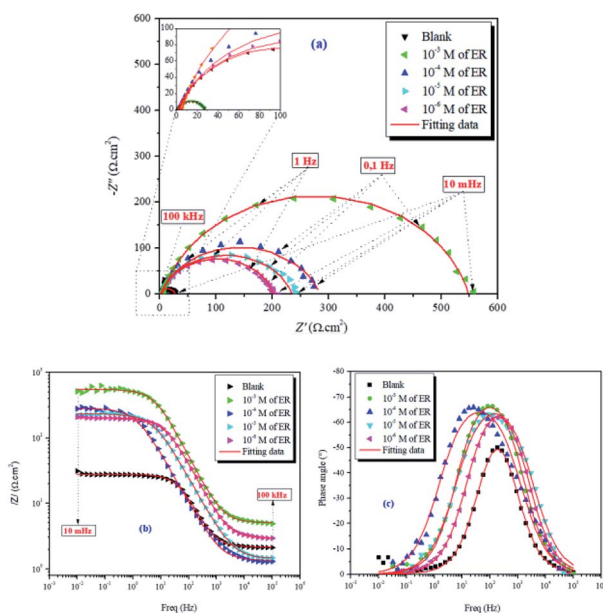 (a)
600
500
400
300
200
100
0
-Z'' (Ω.cm²)
100
80
60
40
20
0
0 20 40 60 80 100
Blank
10⁻³ M of ER
10⁻⁴ M of ER
10⁻⁵ M of ER
10⁻⁶ M of ER
Fitting data
100 kHz
1 Hz
0,1 Hz
10 mHz
0 100 200 300 400 500 600
Z' (Ω.cm²)
/Z/ (Ω.cm²)
Blank
10⁻³ M of ER
10⁻⁴ M of ER
10⁻⁵ M of ER
10⁻⁶ M of ER
Fitting data
100 kHz
10 mHz
(b)
Freq (Hz)
-80
-70
-60
-50
-40
-30
-20
-10
0
Phase angle (°)
Blank
10⁻³ M of ER
10⁻⁴ M of ER
10⁻⁵ M of ER
10⁻⁶ M of ER
Fitting data
(c)
Freq (Hz)